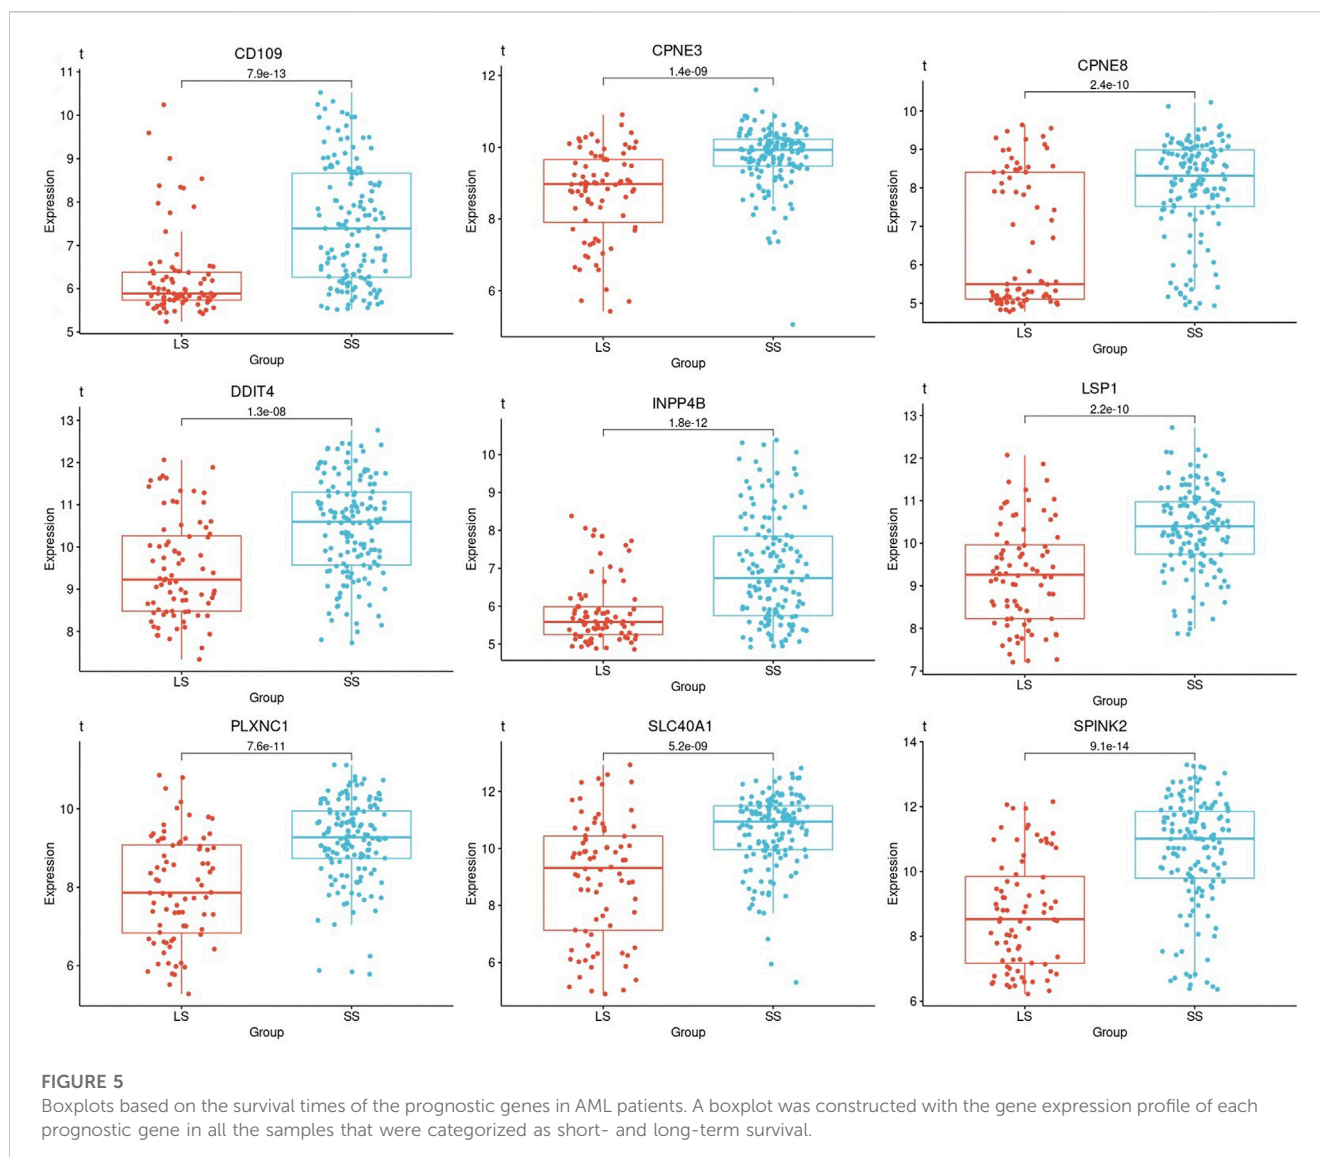 t
CD109
7.9e-13
11
10
9
8
7
6
5
Expression
LS
SS
Group
t
CPNE3
1.4e-09
12
10
8
6
Expression
LS
SS
Group
t
CPNE8
2.4e-10
10
9
8
7
6
5
Expression
LS
SS
Group
t
DDIT4
1.3e-08
13
12
11
10
9
8
Expression
LS
SS
Group
t
INPP4B
1.8e-12
10
9
8
7
6
5
Expression
LS
SS
Group
t
LSP1
2.2e-10
13
12
11
10
9
8
7
Expression
LS
SS
Group
t
PLXNC1
7.6e-11
10
8
6
Expression
LS
SS
Group
t
SLC40A1
5.2e-09
12
10
8
6
Expression
LS
SS
Group
t
SPINK2
9.1e-14
14
12
10
8
6
Expression
LS
SS
Group
FIGURE 5
Boxplots based on the survival times of the prognostic genes in AML patients. A boxplot was constructed with the gene expression profile of each
prognostic gene in all the samples that were categorized as short- and long-term survival.